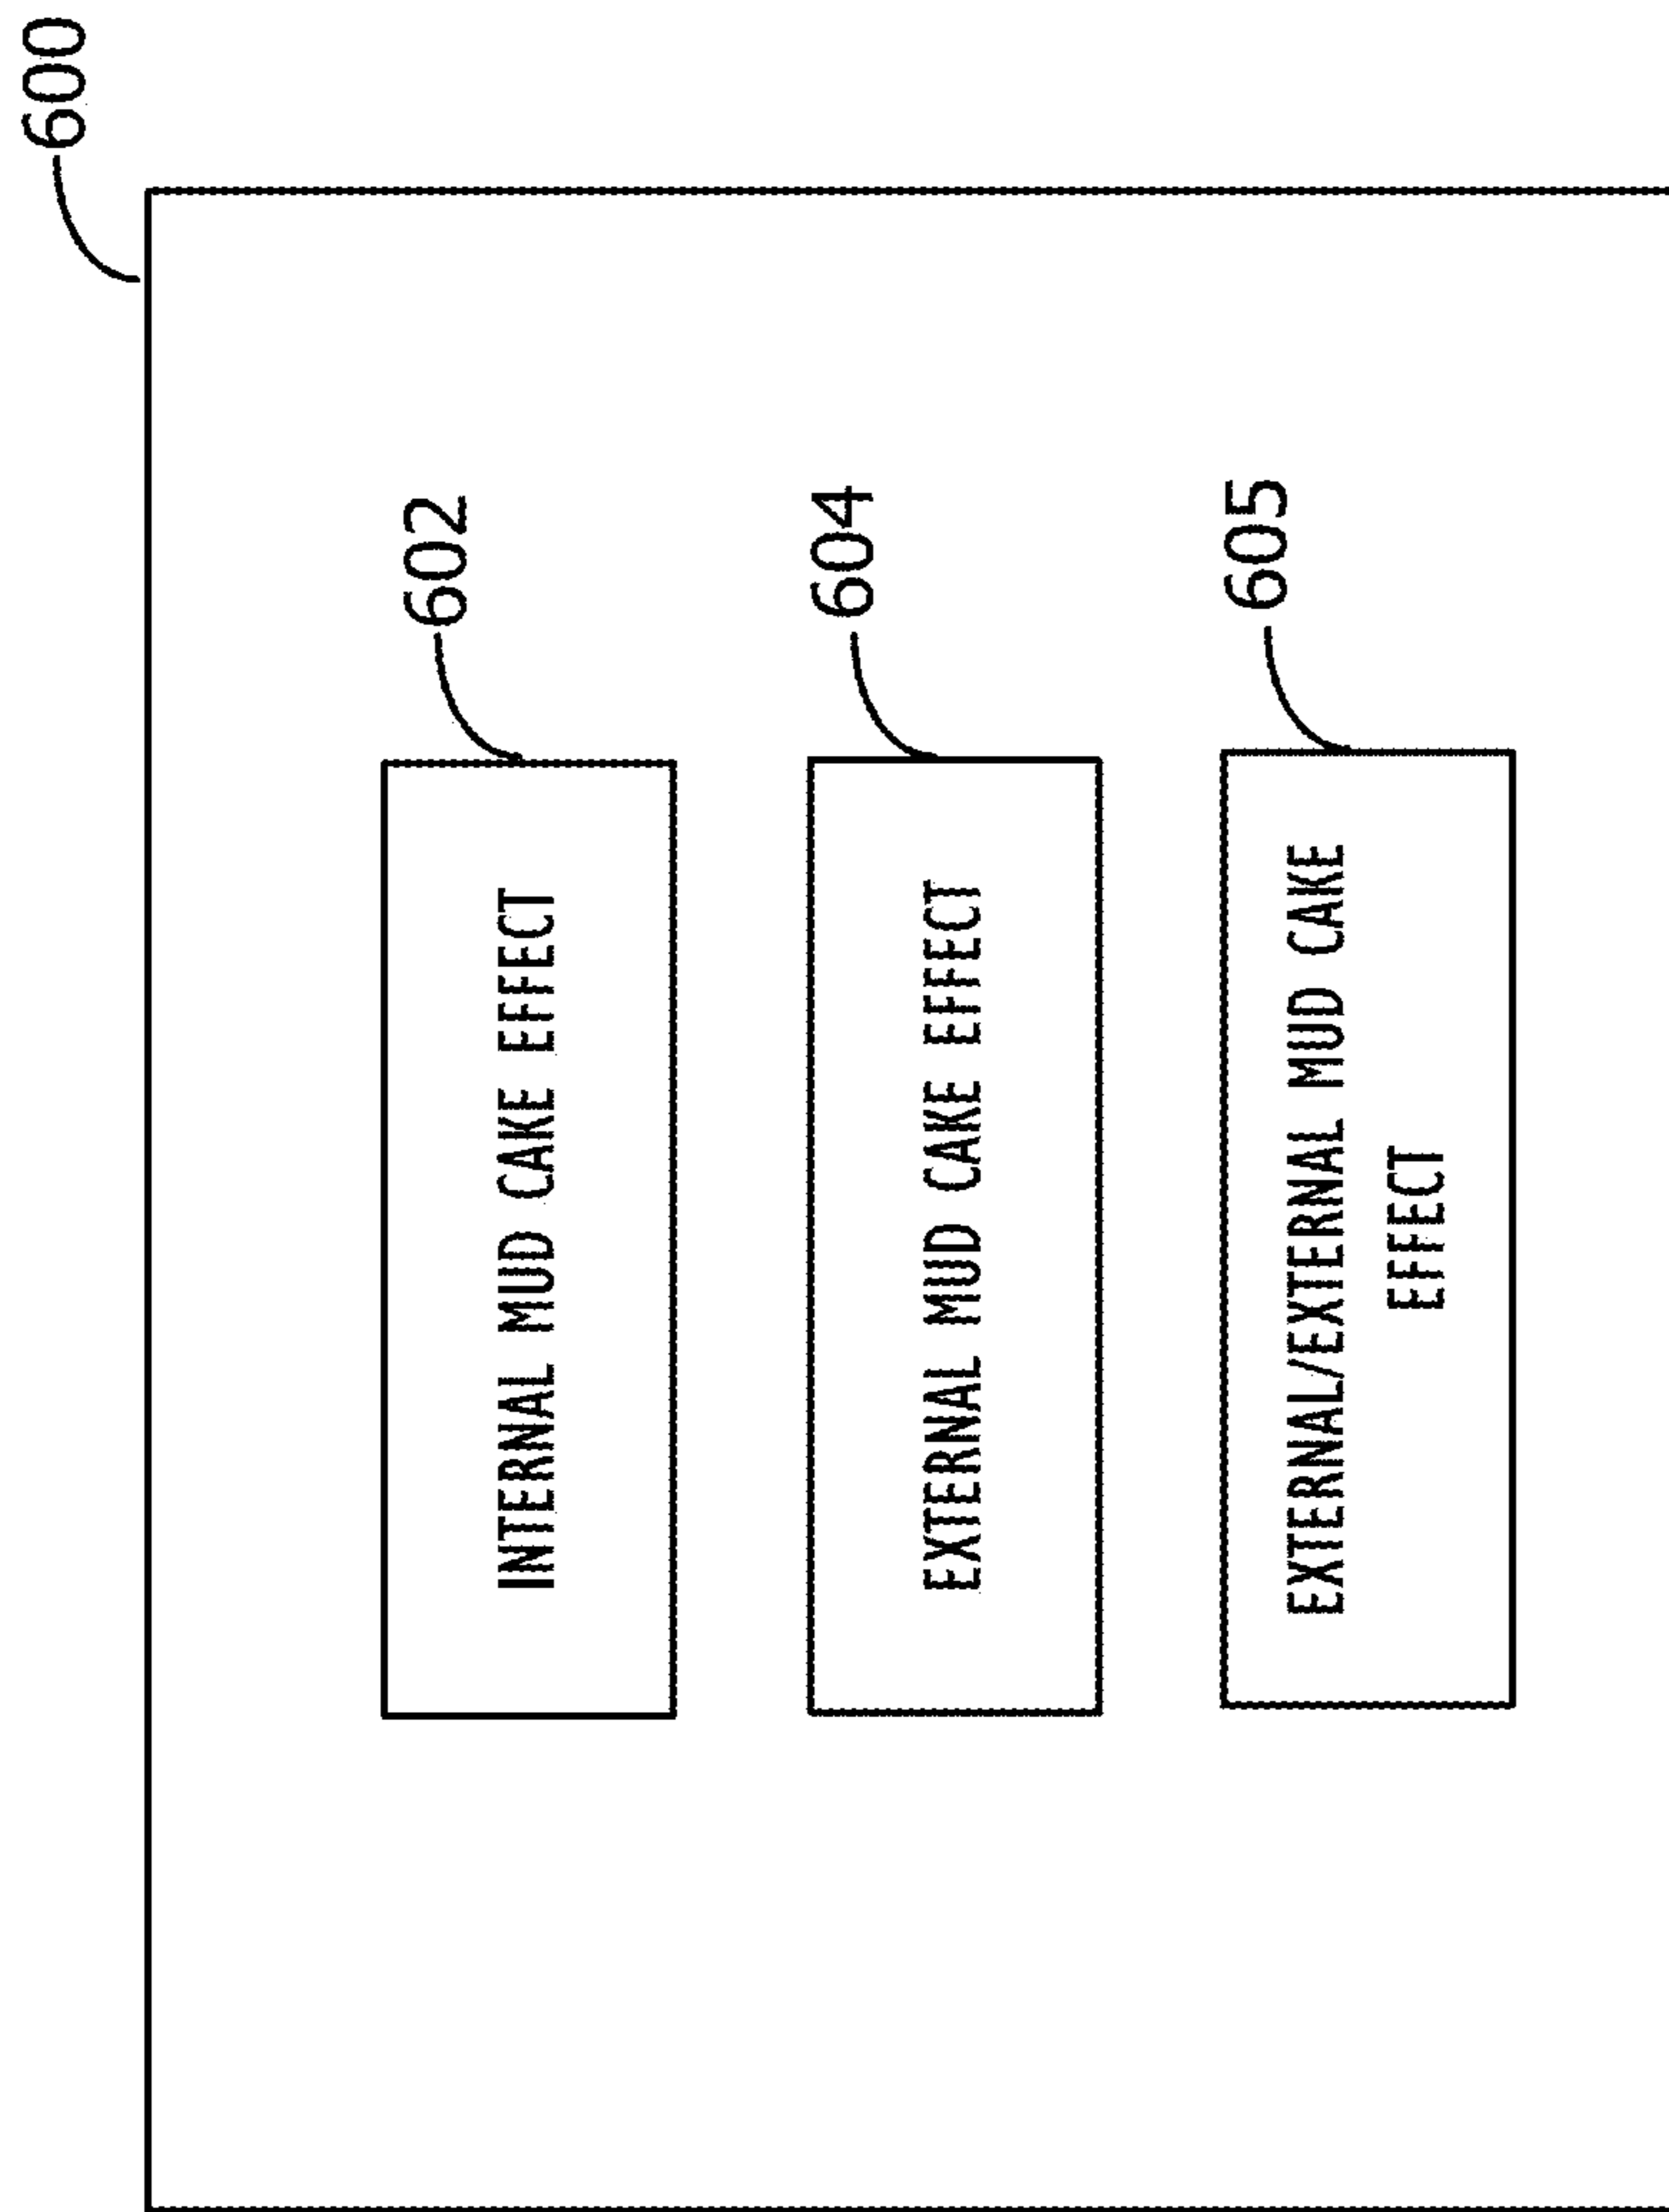 600
602
INTERNAL MUD CAKE EFFECT
604
EXTERNAL MUD CAKE EFFECT
605
EXTERNAL/EXTERNAL MUD CAKE
EFFECT